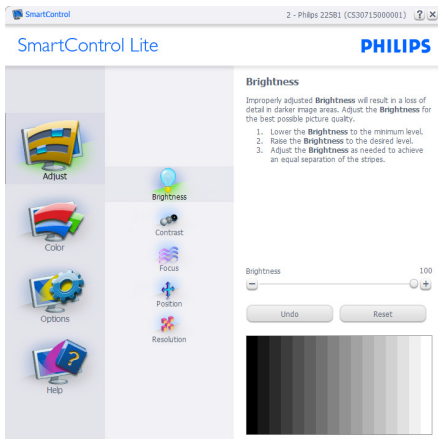 SmartControl
2 - Philips 225B1 (CS30715000001)
SmartControl Lite
PHILIPS
Adjust
Color
Options
Help
Brightness
Contrast
Focus
Position
Resolution
Brightness
Improperly adjusted Brightness will result in a loss of
detail in darker image areas. Adjust the Brightness for
the best possible picture quality.
1. Lower the Brightness to the minimum level.
2. Rase the Brightness to the desired level.
3. Adjust the Brightness as needed to achieve
an equal separation of the stripes.
Brightness 100
Undo
Reset